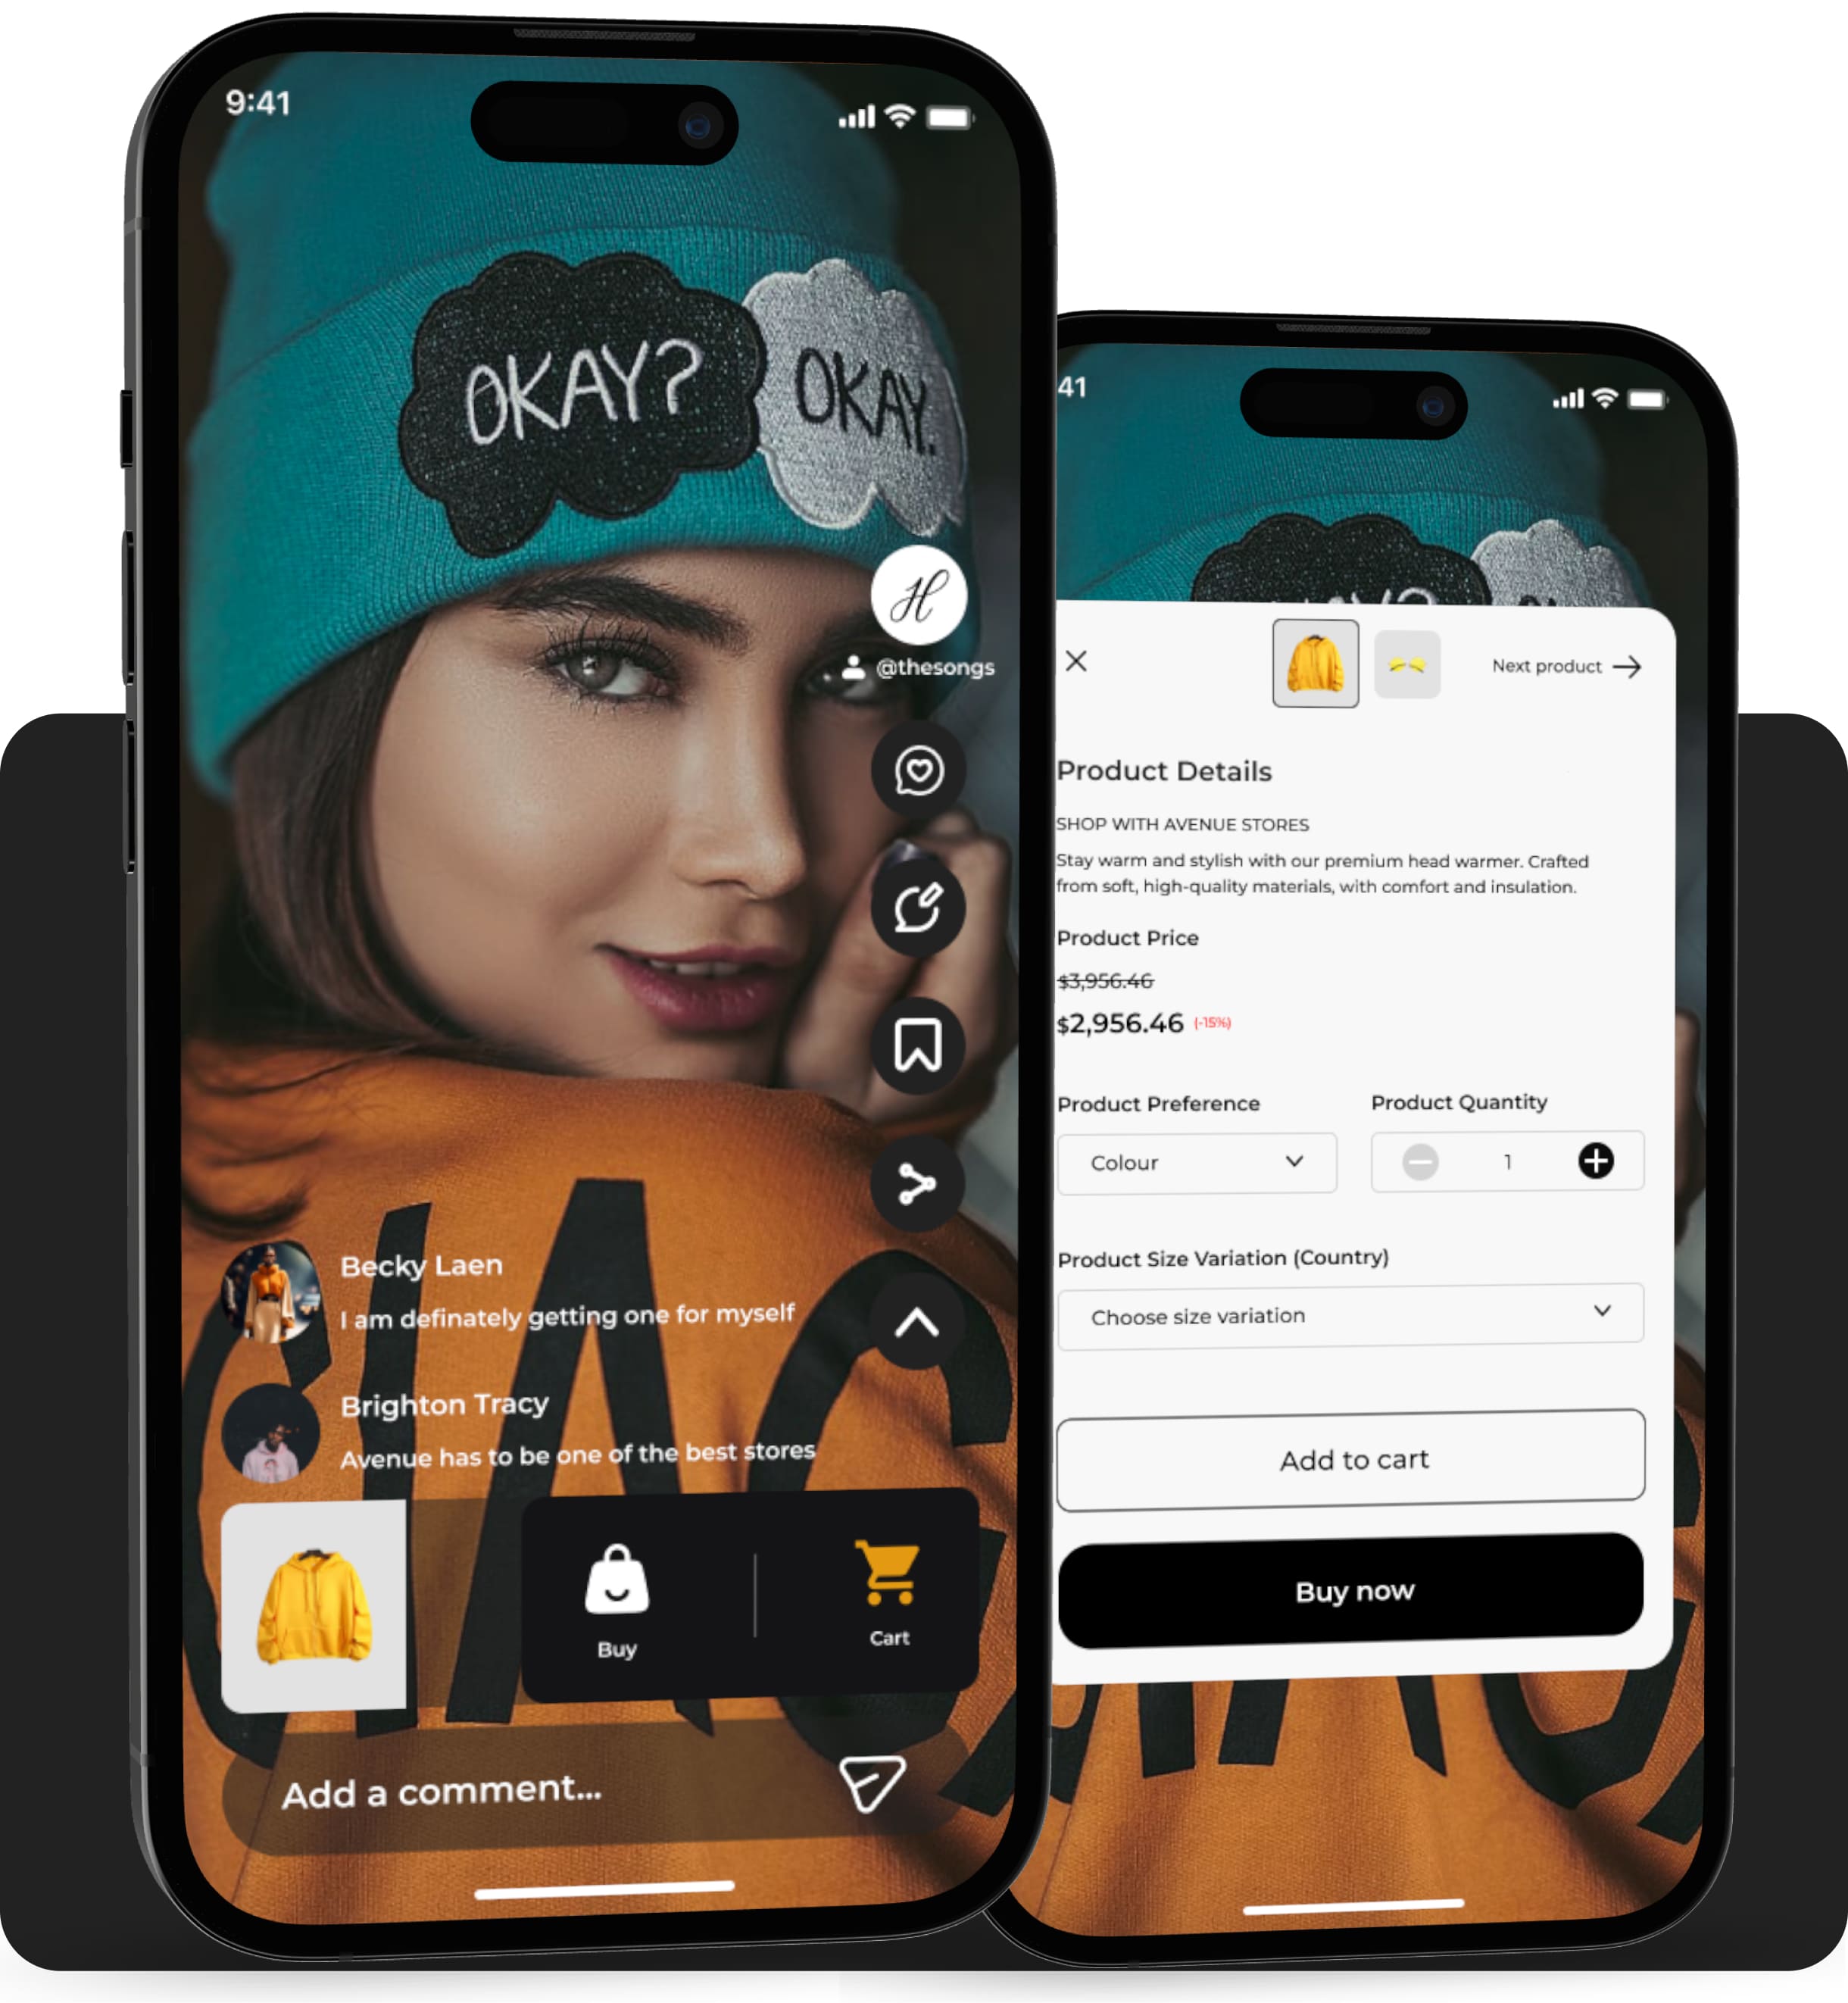 9:41
OKAY?
OKAY.
H
@thesongs
Becky Laen
I am definately getting one for myself
Brighton Tracy
Avenue has to be one of the best stores
Buy
Cart
Add a comment...
41
Next product
Product Details
SHOP WITH AVENUE STORES
Stay warm and stylish with our premium head warmer. Crafted
from soft, high-quality materials, with comfort and insulation.
Product Price
$3,956.46
$2,956.46 (-15%)
Product Preference
Product Quantity
Colour
1
Product Size Variation (Country)
Choose size variation
Add to cart
Buy now